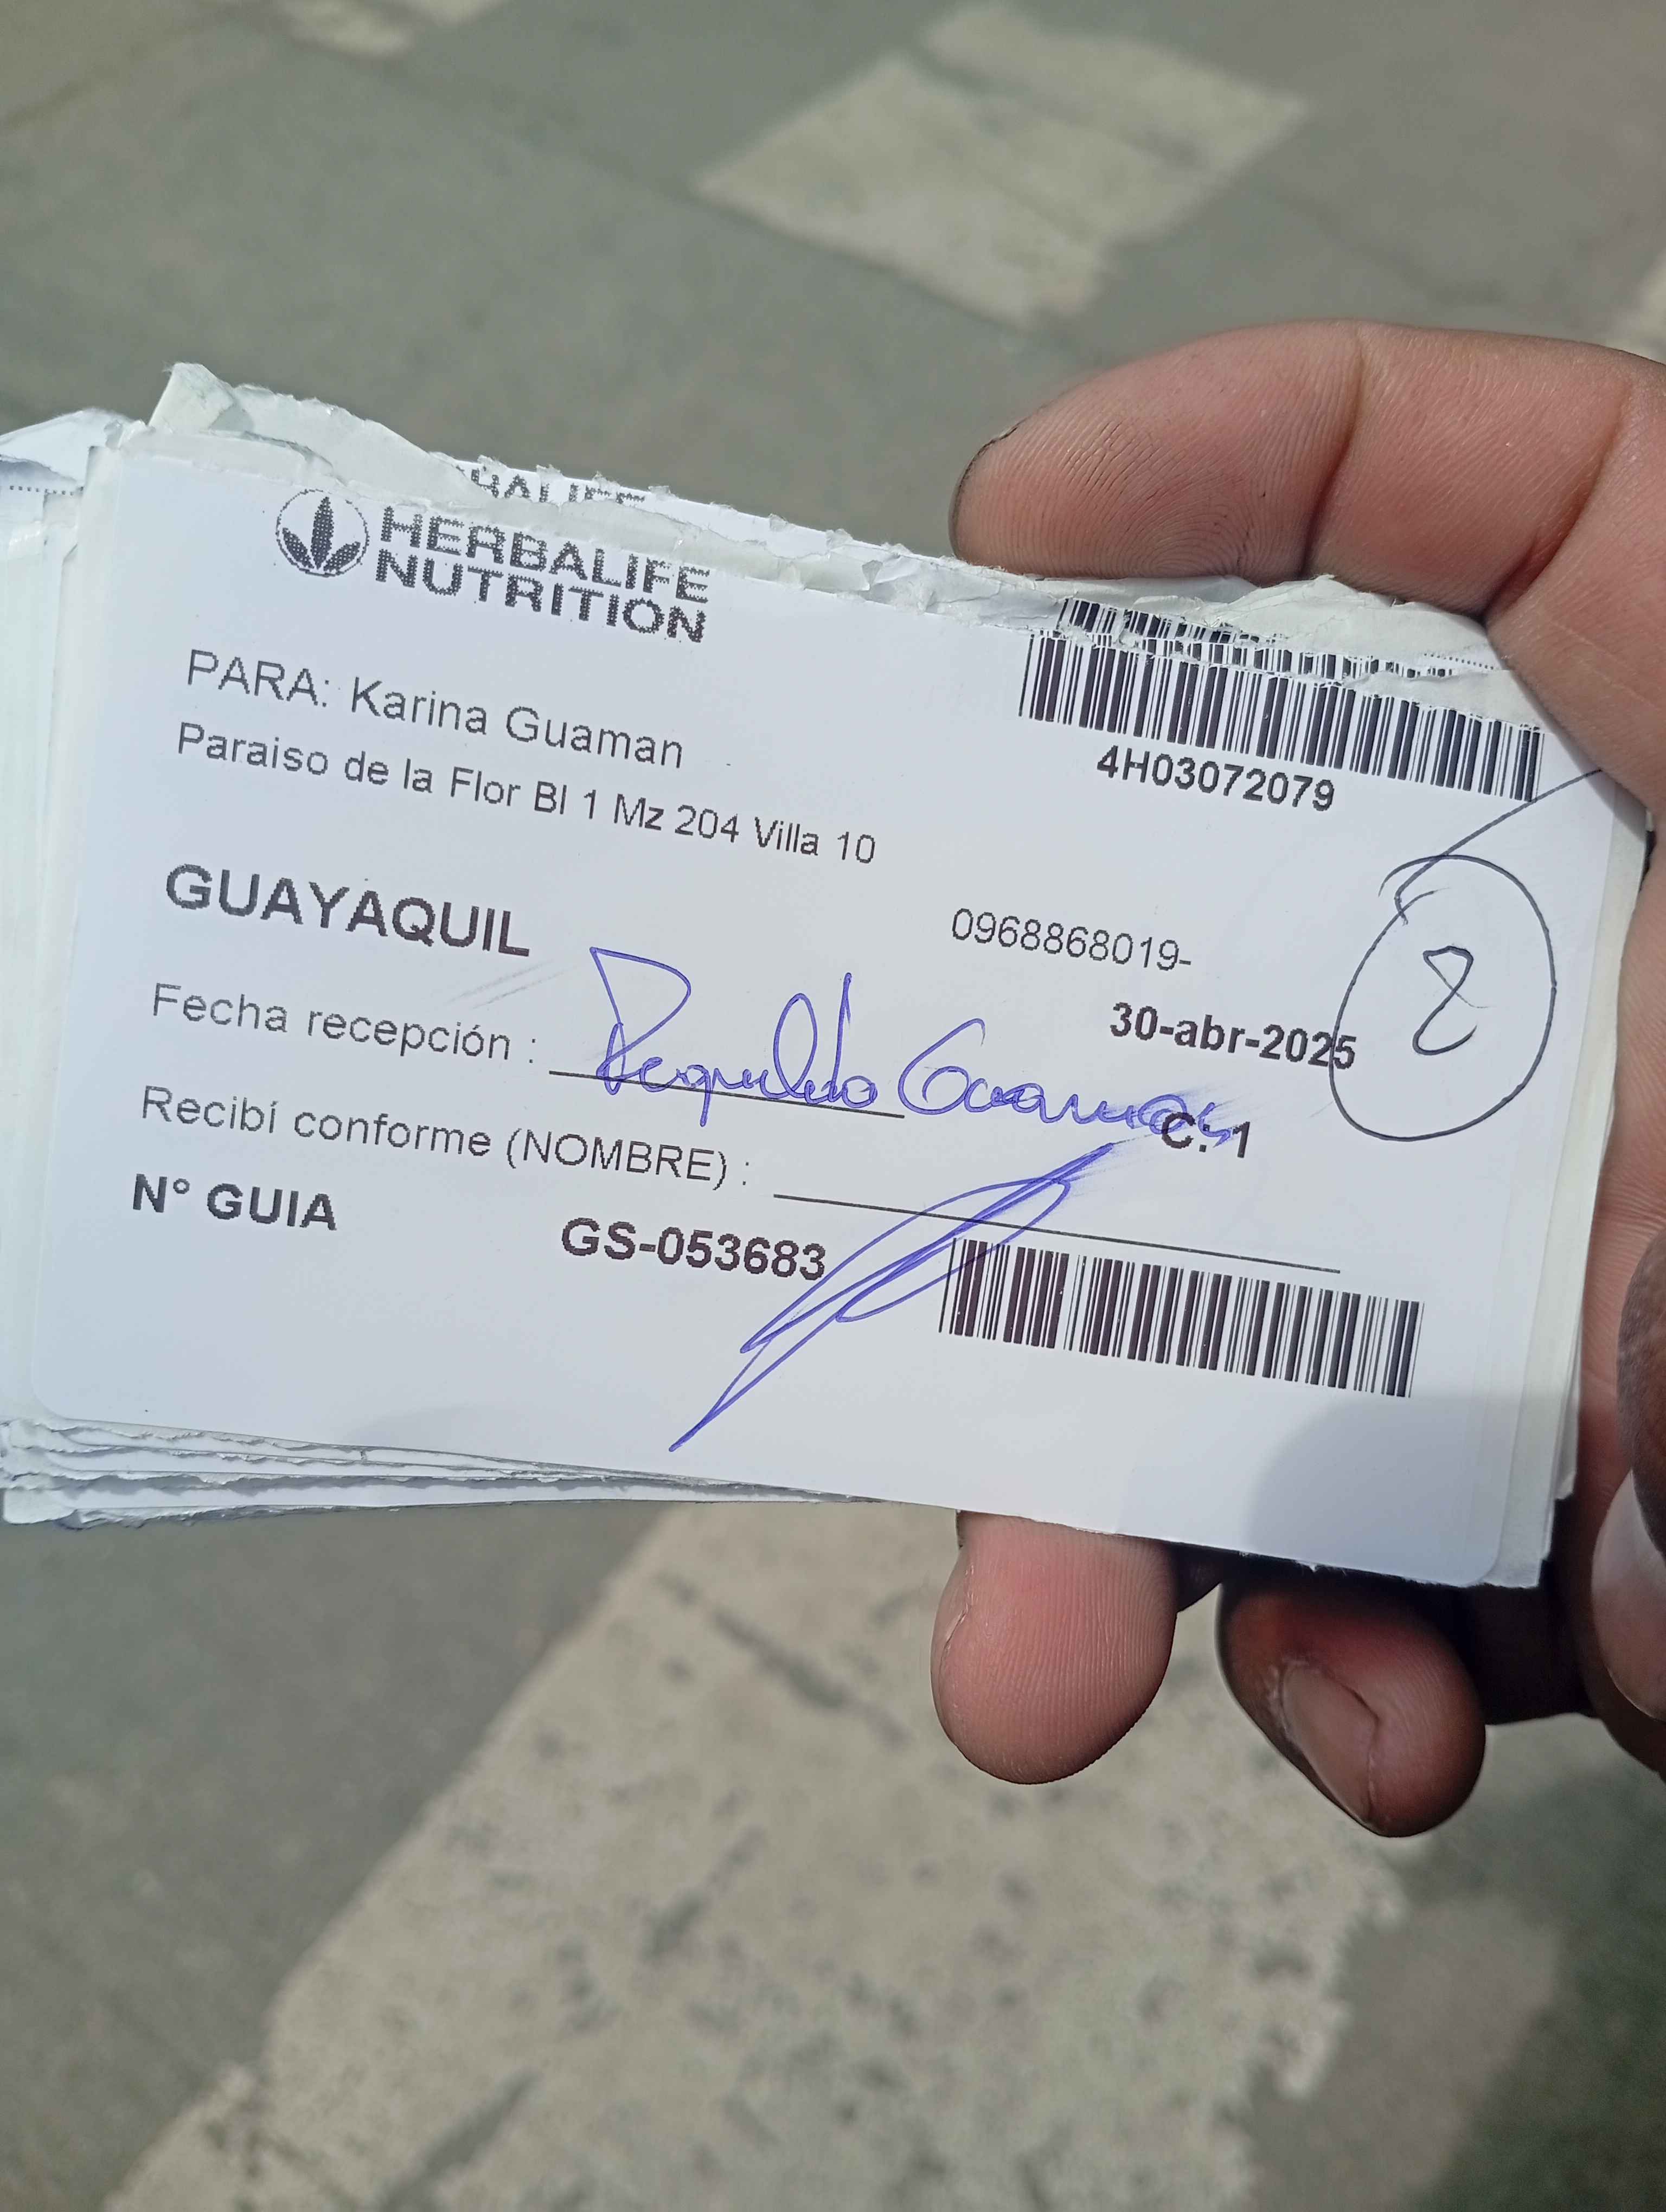 HERBALIFE
NUTRITION
4H03072079
PARA: Karina Guaman
Paraiso de la Flor Bl 1 Mz 204 Villa 10
GUAYAQUIL
0968868019-
30-abr-2025
8
Fecha recepción :
C: 1
Recibí conforme (NOMBRE) :
N° GUIA GS-053683